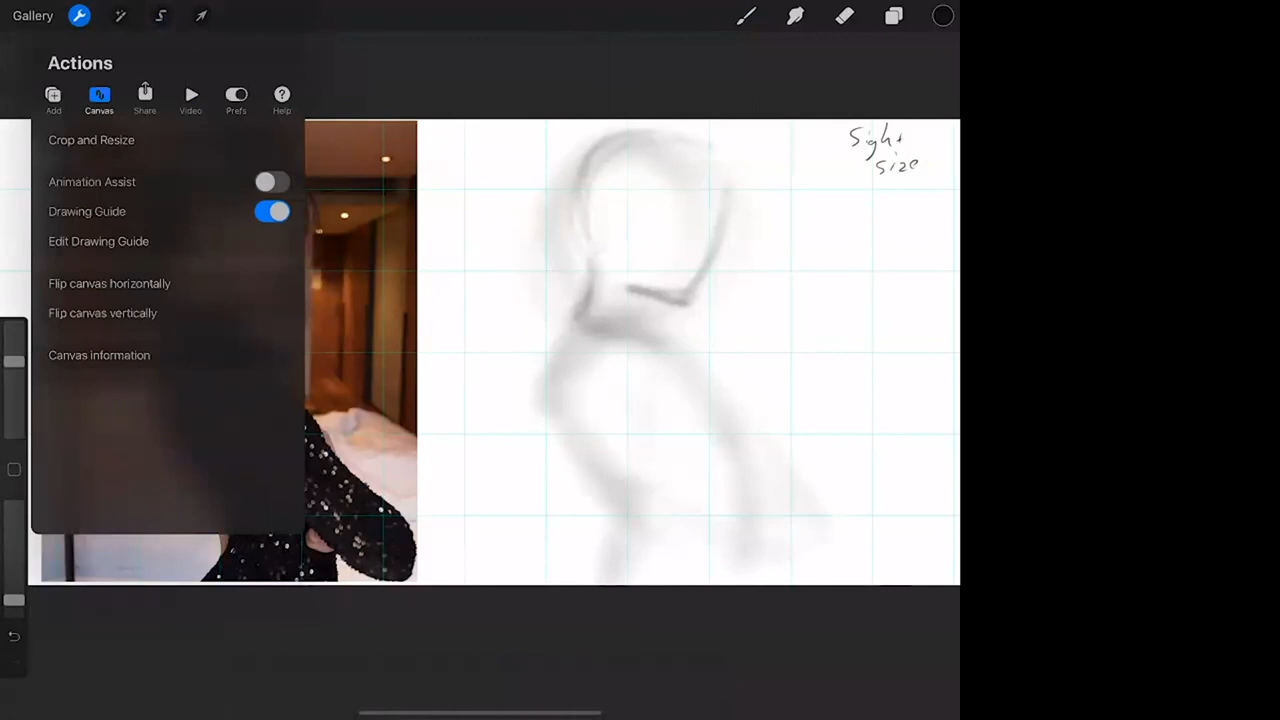 Gallery
Actions
Add Canvas Share Video Prefs Help
Crop and Resize
Animation Assist
Drawing Guide
Edit Drawing Guide
Flip canvas horizontally
Flip canvas vertically
Canvas information
Sight
size